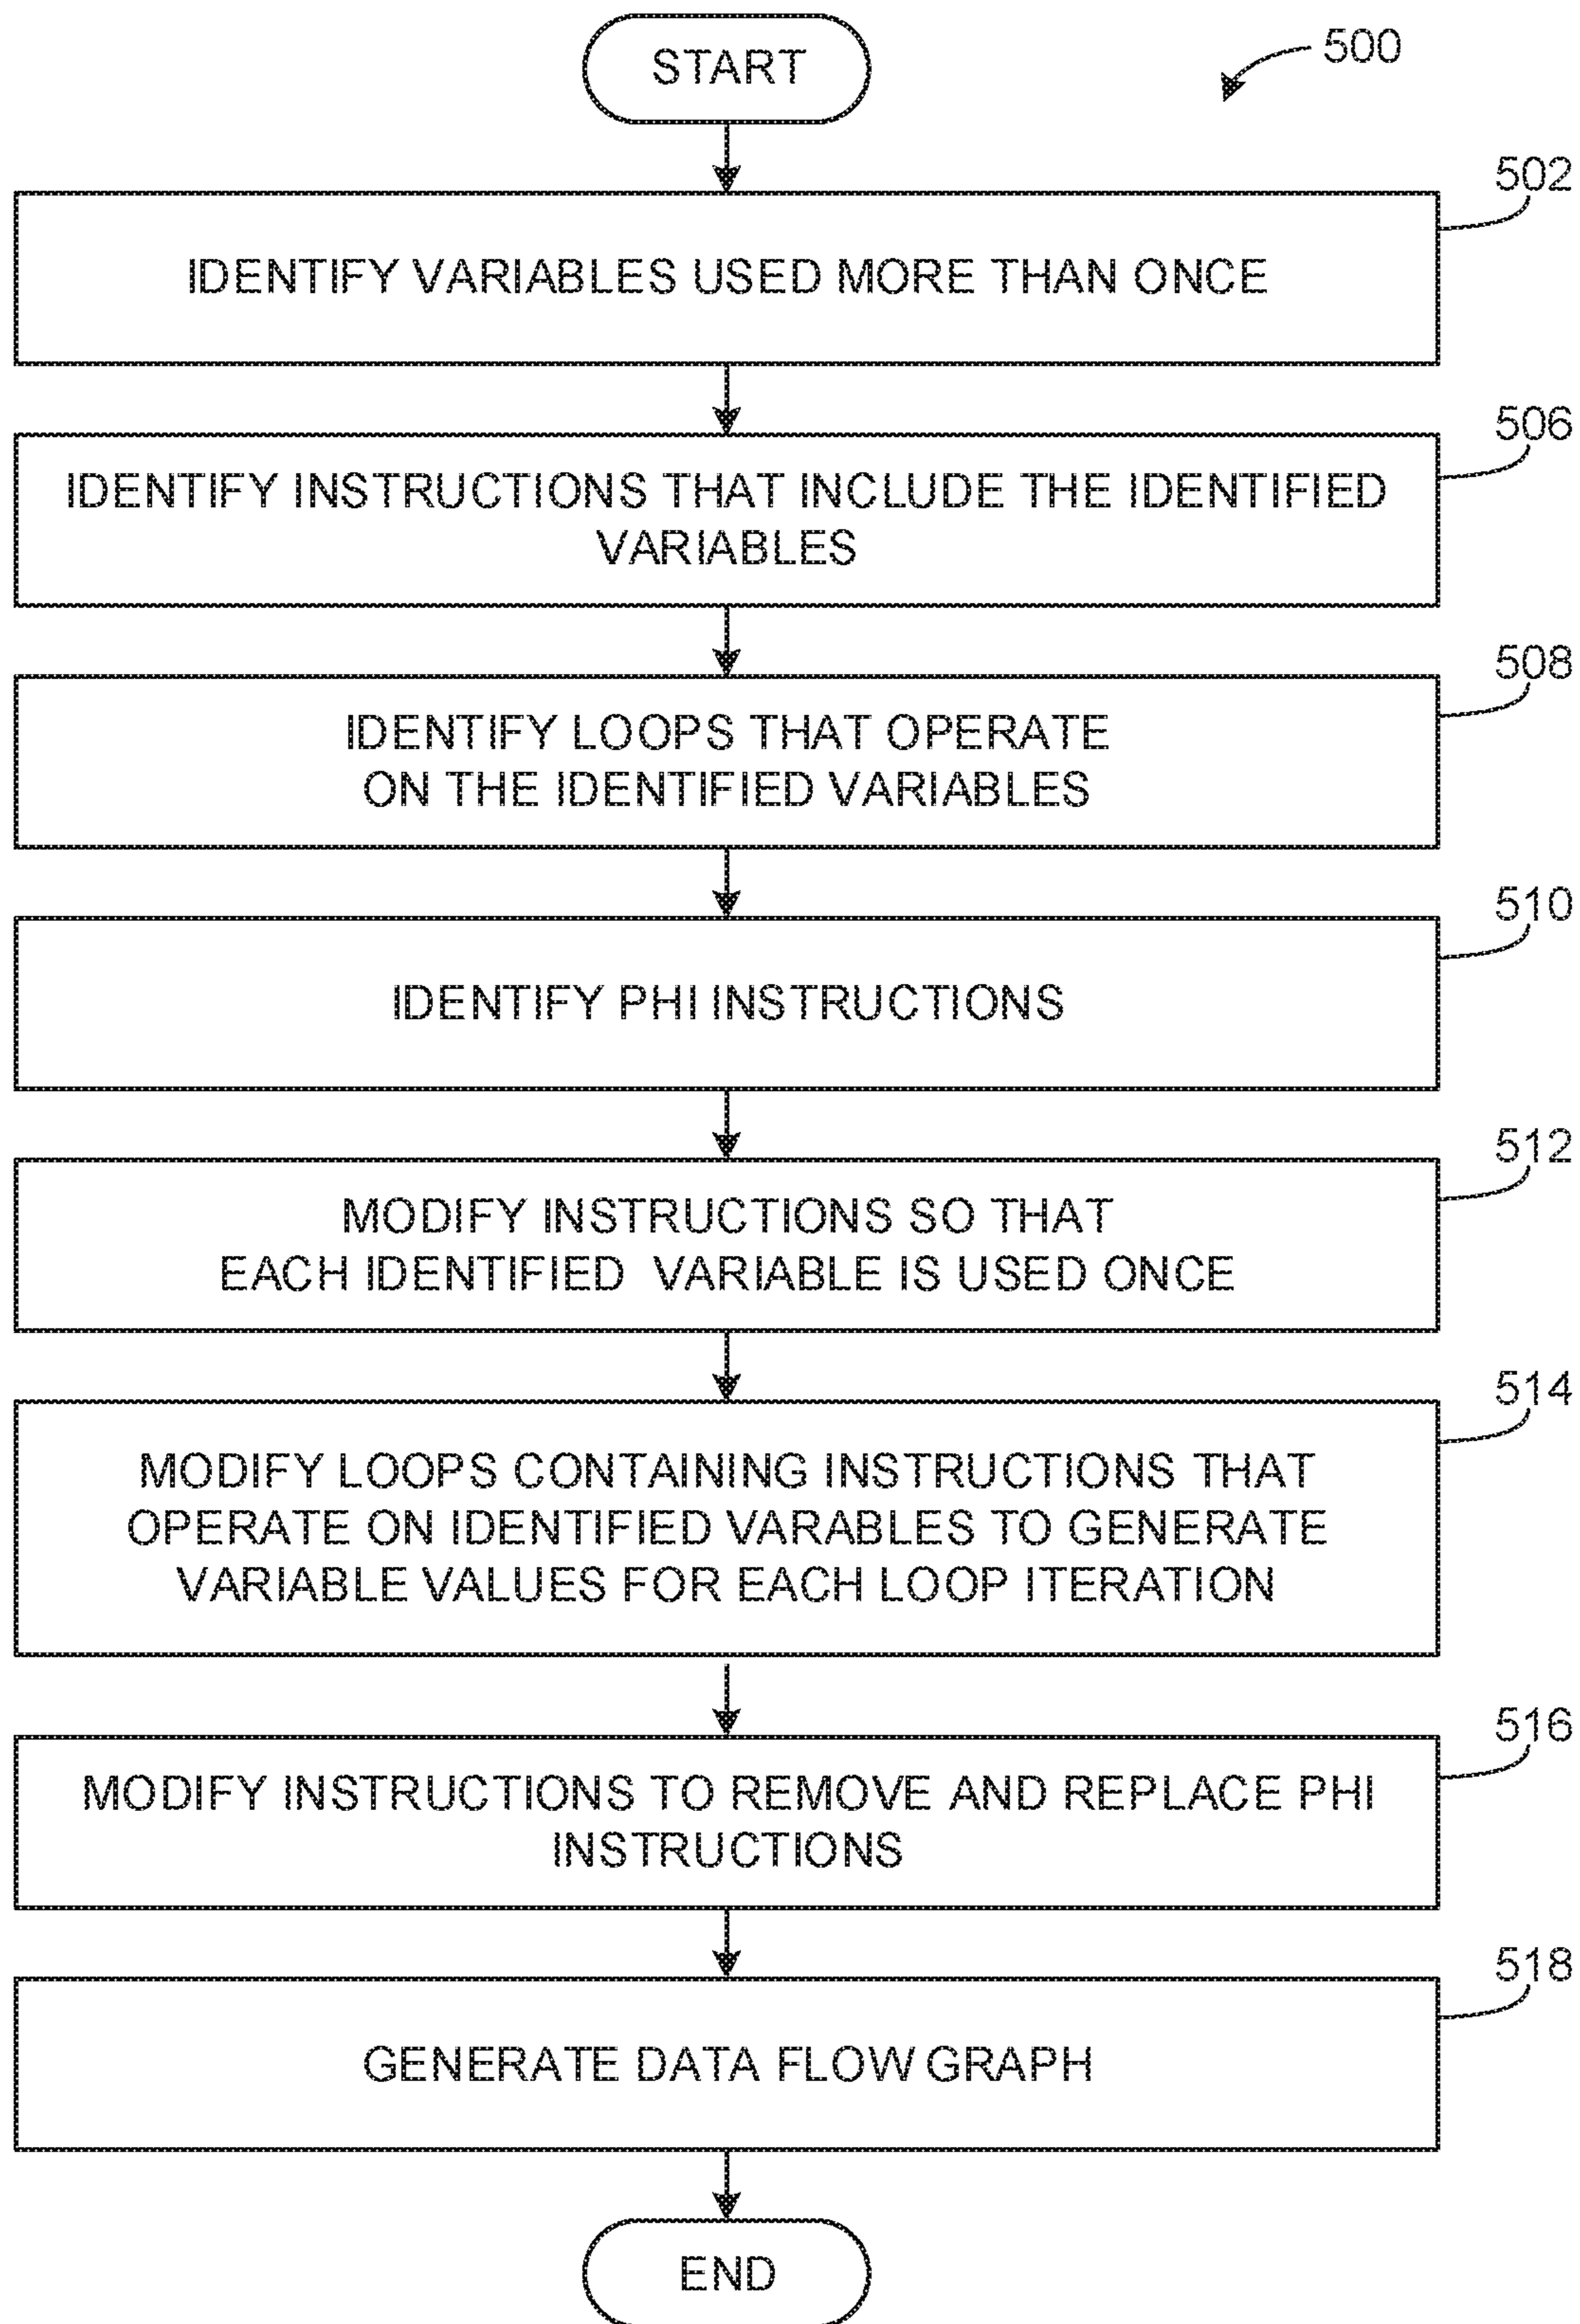 START
500
502
IDENTIFY VARIABLES USED MORE THAN ONCE
506
IDENTIFY INSTRUCTIONS THAT INCLUDE THE IDENTIFIED
VARIABLES
508
IDENTIFY LOOPS THAT OPERATE
ON THE IDENTIFIED VARIABLES
510
IDENTIFY PHI INSTRUCTIONS
512
MODIFY INSTRUCTIONS SO THAT
EACH IDENTIFIED VARIABLE IS USED ONCE
514
MODIFY LOOPS CONTAINING INSTRUCTIONS THAT
OPERATE ON IDENTIFIED VARABLES TO GENERATE
VARIABLE VALUES FOR EACH LOOP ITERATION
516
MODIFY INSTRUCTIONS TO REMOVE AND REPLACE PHI
INSTRUCTIONS
518
GENERATE DATA FLOW GRAPH
END